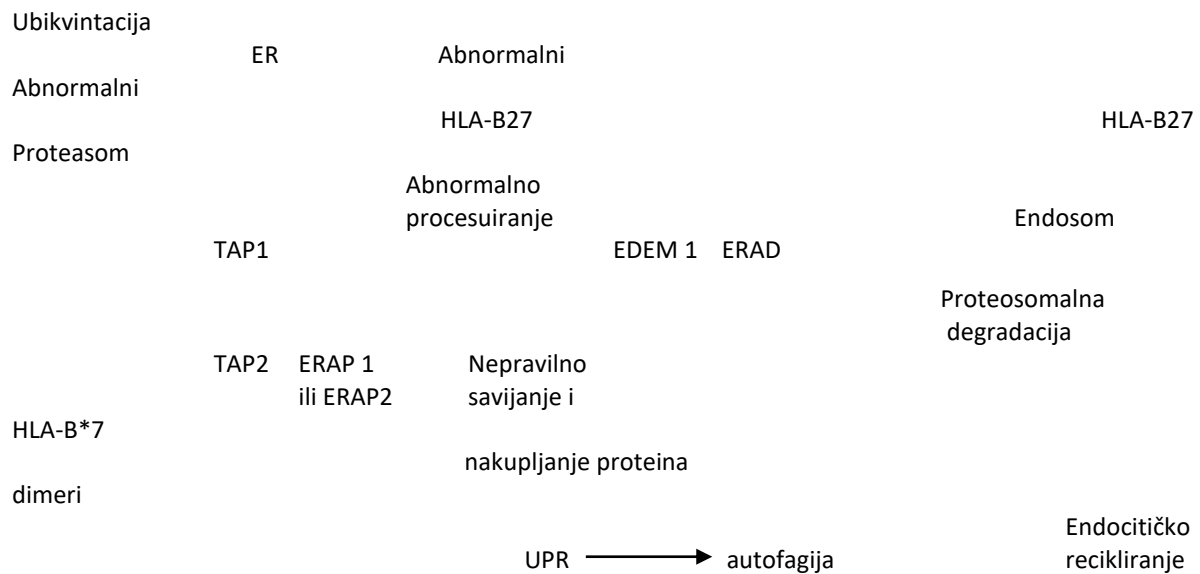 Ubikvintacija
ER Abnormalni
Abnormalni
HLA-B27 HLA-B27
Proteasom
Abnormalno
procesuiranje Endosom
TAP1 EDEM 1 ERAD
Proteosomalna
degradacija
TAP2 ERAP 1 Nepravilno
ili ERAP2 savijanje i
HLA-B*7
nakupljanje proteina
dimeri
Endocitičko
UPR autofagija recikliranje